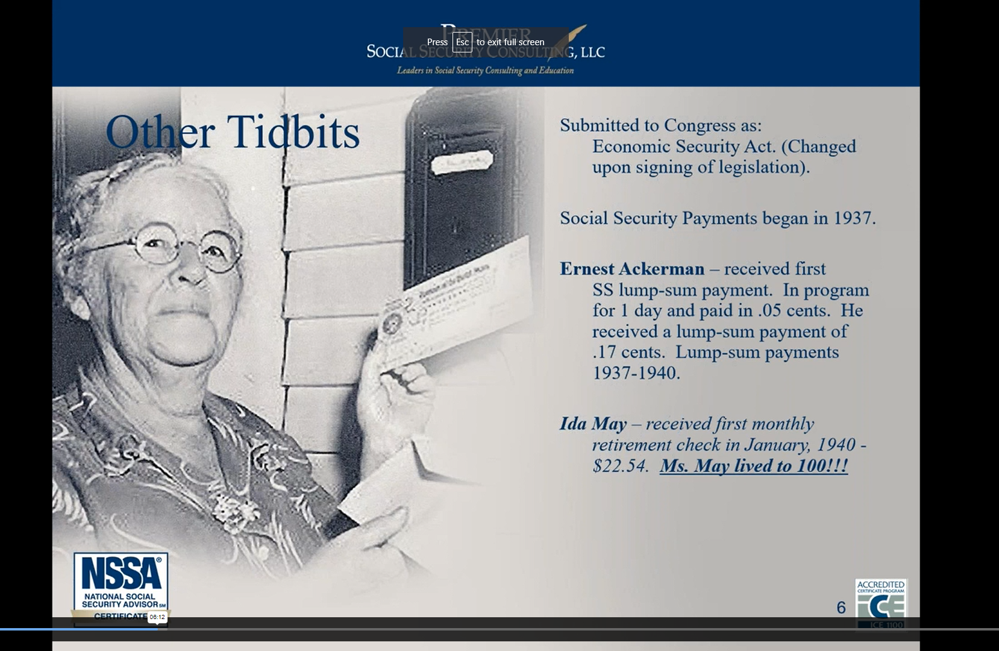 PREMIER
SOCIAL SECURITY CONSULTING, LLC
Press Esc to exit full screen
Leaders in Social Security Consulting and Education
Other Tidbits
Submitted to Congress as:
Economic Security Act. (Changed
upon signing of legislation).
Social Security Payments began in 1937.
Ernest Ackerman – received first
SS lump-sum payment. In program
for 1 day and paid in .05 cents. He
received a lump-sum payment of
.17 cents. Lump-sum payments
1937-1940.
Ida May – received first monthly
retirement check in January, 1940 -
$22.54. Ms. May lived to 100!!!
NSSA®
NATIONAL SOCIAL
SECURITY ADVISOR SM
CERTIFICATE
06:12
6
ACCREDITED
CERTIFICATE PROGRAM
ICE
ICE 1100